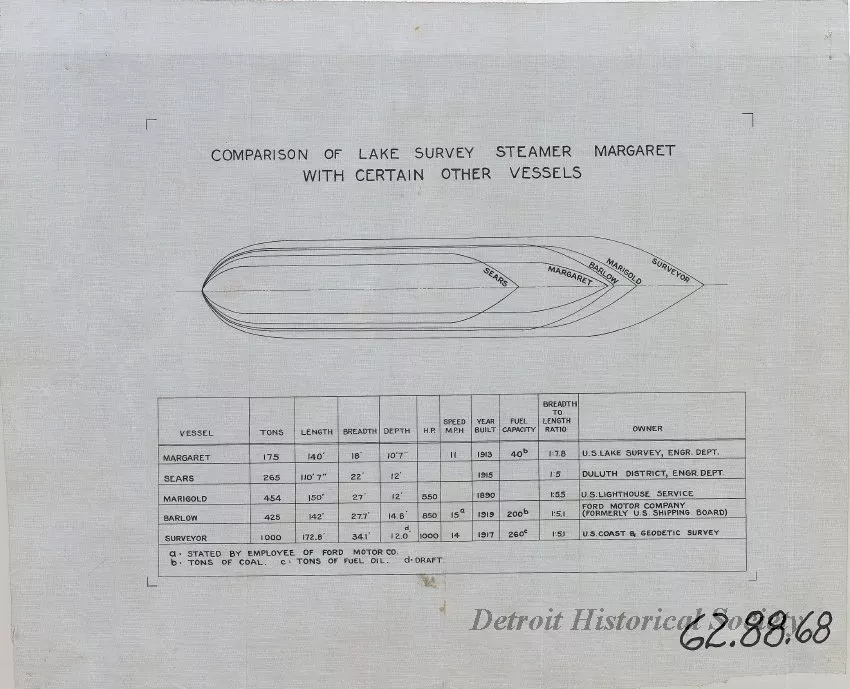 COMPARISON OF LAKE SURVEY STEAMER MARGARET
WITH CERTAIN OTHER VESSELS
SEARS
MARGARET
BARLOW
MARIGOLD
SURVEYOR
VESSEL TONS LENGTH BREADTH DEPTH H.P. SPEED M.P.H YEAR BUILT FUEL CAPACITY BREADTH TO LENGTH RATIO OWNER
MARGARET 175 140' 18' 10'7" 11 1913 40b 1:7.8 U.S. LAKE SURVEY, ENGR. DEPT.
SEARS 265 110'7" 22' 12' 1915 1:5 DULUTH DISTRICT, ENGR. DEPT.
MARIGOLD 454 150' 27' 12' 550 1890 1:5.5 U.S. LIGHTHOUSE SERVICE
BARLOW 425 142' 27.7' 14.8' 850 15a 1919 200b 1:5.1 FORD MOTOR COMPANY
(FORMERLY U.S. SHIPPING BOARD)
SURVEYOR 1000 172.8' 34.1' 12.0 d 1000 14 1917 260c 1:5.1 U.S. COAST & GEODETIC SURVEY
a. STATED BY EMPLOYEE OF FORD MOTOR CO.
b. TONS OF COAL. c. TONS OF FUEL OIL. d. DRAFT.
Detroit Historical Society
62.88.68